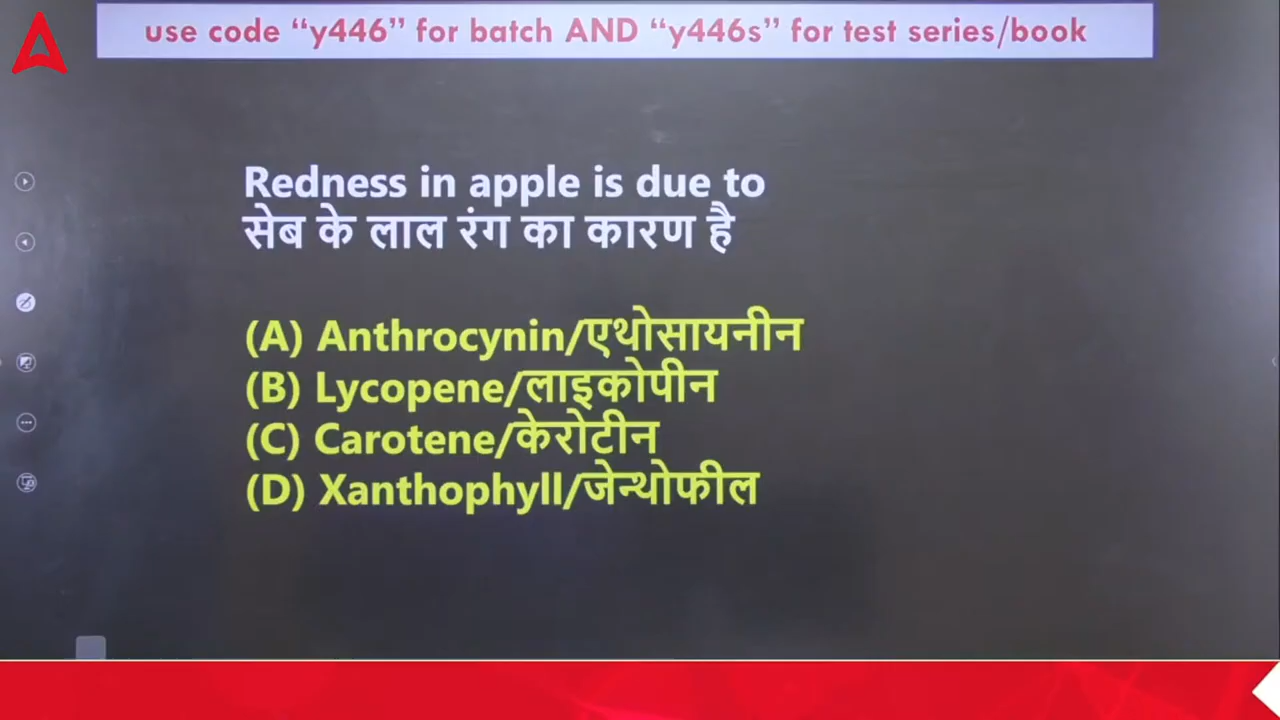 use code “y446” for batch AND “y446s” for test series/book
Redness in apple is due to
सेब के लाल रंग का कारण है
(A) Anthrocynin/एथोसायनीन
(B) Lycopene/लाइकोपीन
(C) Carotene/केरोटीन
(D) Xanthophyll/जेन्थोफील